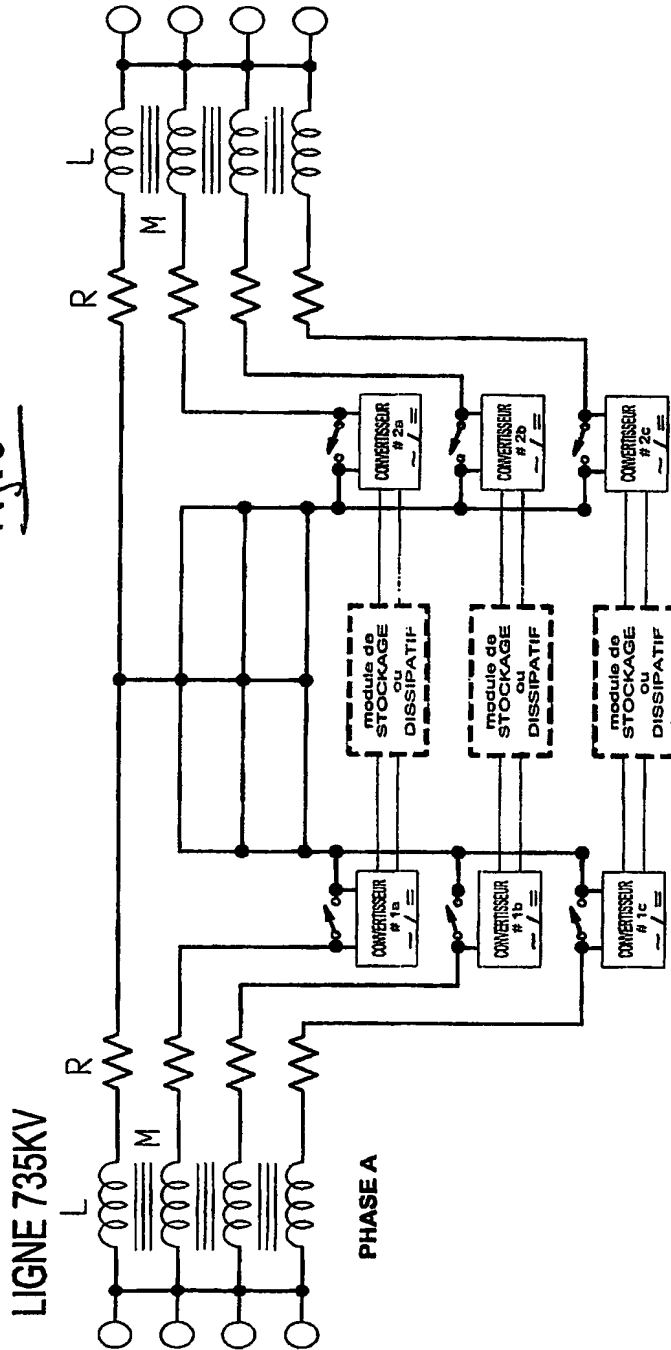 LIGNE 735KV
L
R
R
L
M
M
PHASE A
CONVERTISSEUR
# 1a
~/=
module de
STOCKAGE
ou
DISSIPATIF
CONVERTISSEUR
# 2a
~/=
CONVERTISSEUR
# 1b
~/=
module de
STOCKAGE
ou
DISSIPATIF
CONVERTISSEUR
# 2b
~/=
CONVERTISSEUR
# 1c
~/=
module de
STOCKAGE
ou
DISSIPATIF
CONVERTISSEUR
# 2c
~/=